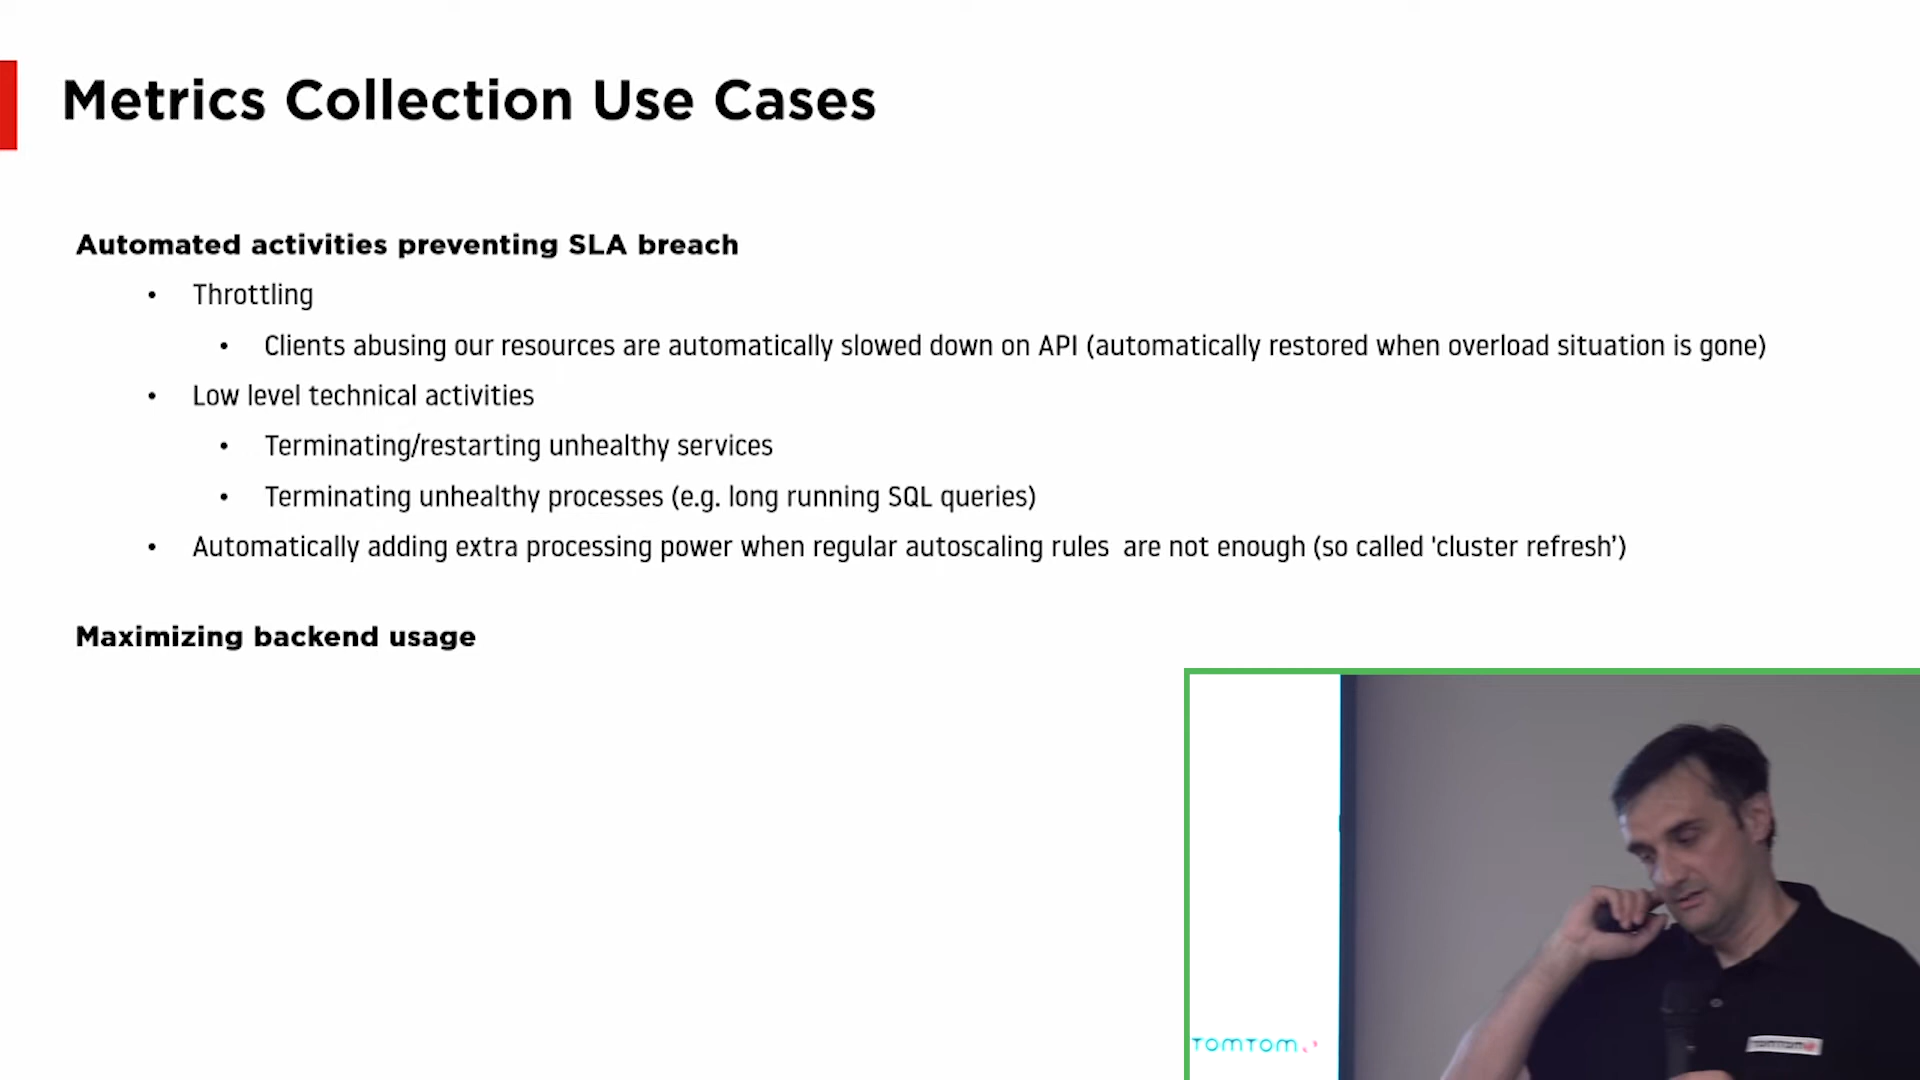 Metrics Collection Use Cases
Automated activities preventing SLA breach
• Throttling
• Clients abusing our resources are automatically slowed down on API (automatically restored when overload situation is gone)
• Low level technical activities
• Terminating/restarting unhealthy services
• Terminating unhealthy processes (e.g. long running SQL queries)
• Automatically adding extra processing power when regular autoscaling rules  are not enough (so called 'cluster refresh’)
Maximizing backend usage
TOMTOM
TOMTOM